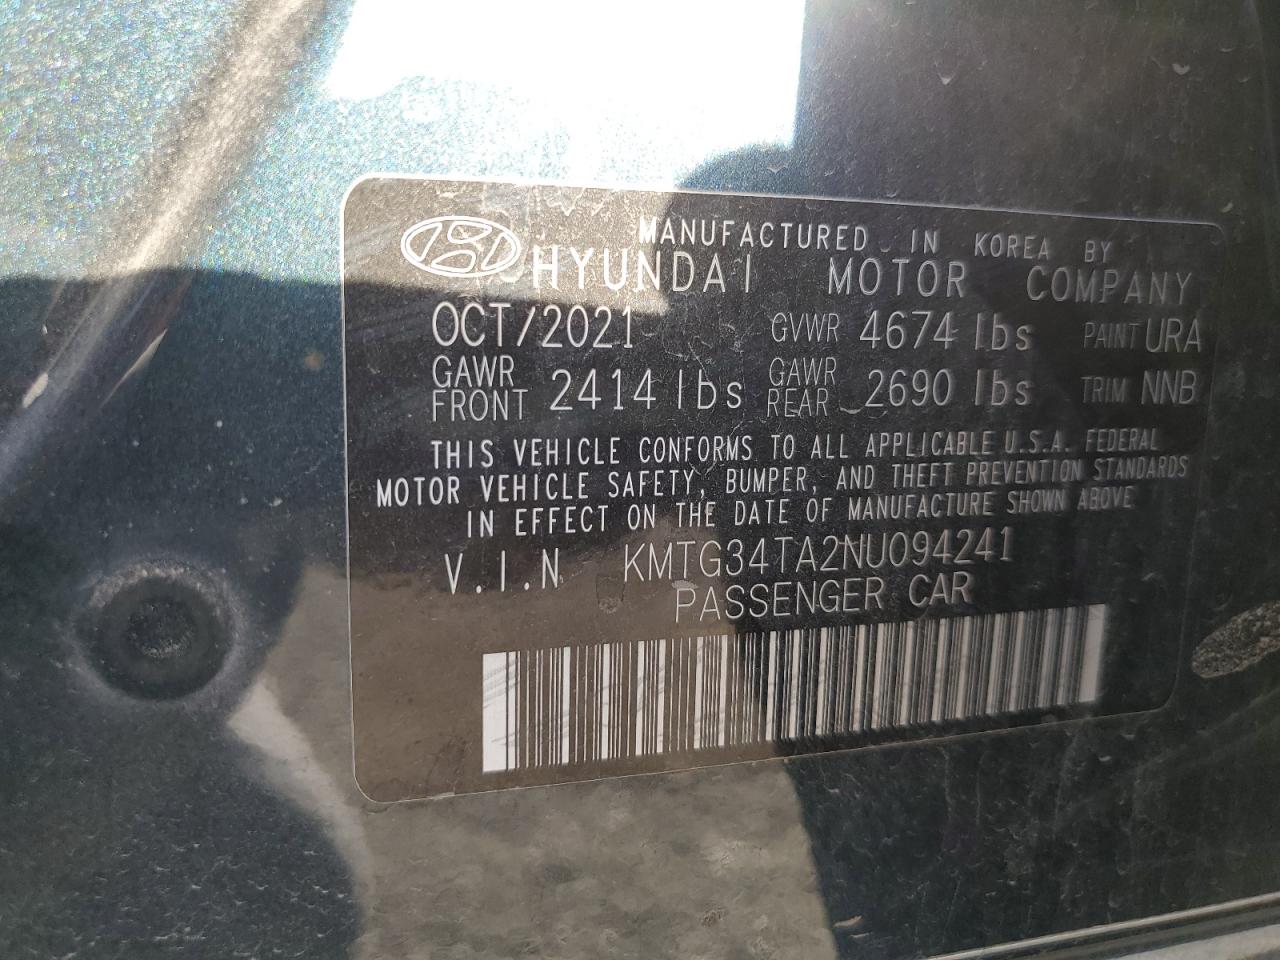 MANUFACTURED IN KOREA BY
HYUNDAI MOTOR COMPANY
OCT/2021 GVWR 4674 lbs PAINT URA
GAWR FRONT 2414 lbs GAWR REAR 2690 lbs TRIM NNB
THIS VEHICLE CONFORMS TO ALL APPLICABLE U.S.A. FEDERAL
MOTOR VEHICLE SAFETY, BUMPER, AND THEFT PREVENTION STANDARDS
IN EFFECT ON THE DATE OF MANUFACTURE SHOWN ABOVE
V.I.N KMTG34TA2NU094241
PASSENGER CAR